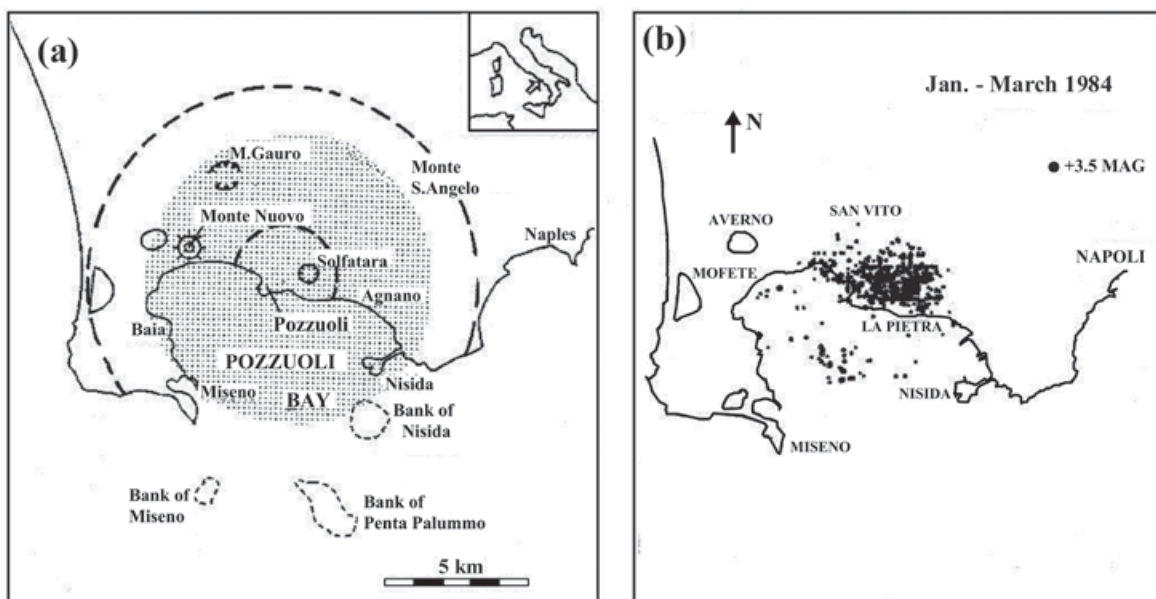 (a)
M.Gauro
Monte
S.Angelo
Monte Nuovo
Naples
Solfatara
Agnano
Baia
Pozzuoli
POZZUOLI
BAY
Nisida
Miseno
Bank of
Nisida
Bank of
Miseno
Bank of
Penta Palummo
5 km
(b)
Jan. - March 1984
N
+3.5 MAG
SAN VITO
AVERNO
NAPOLI
MOFETE
LA PIETRA
NISIDA
MISENO